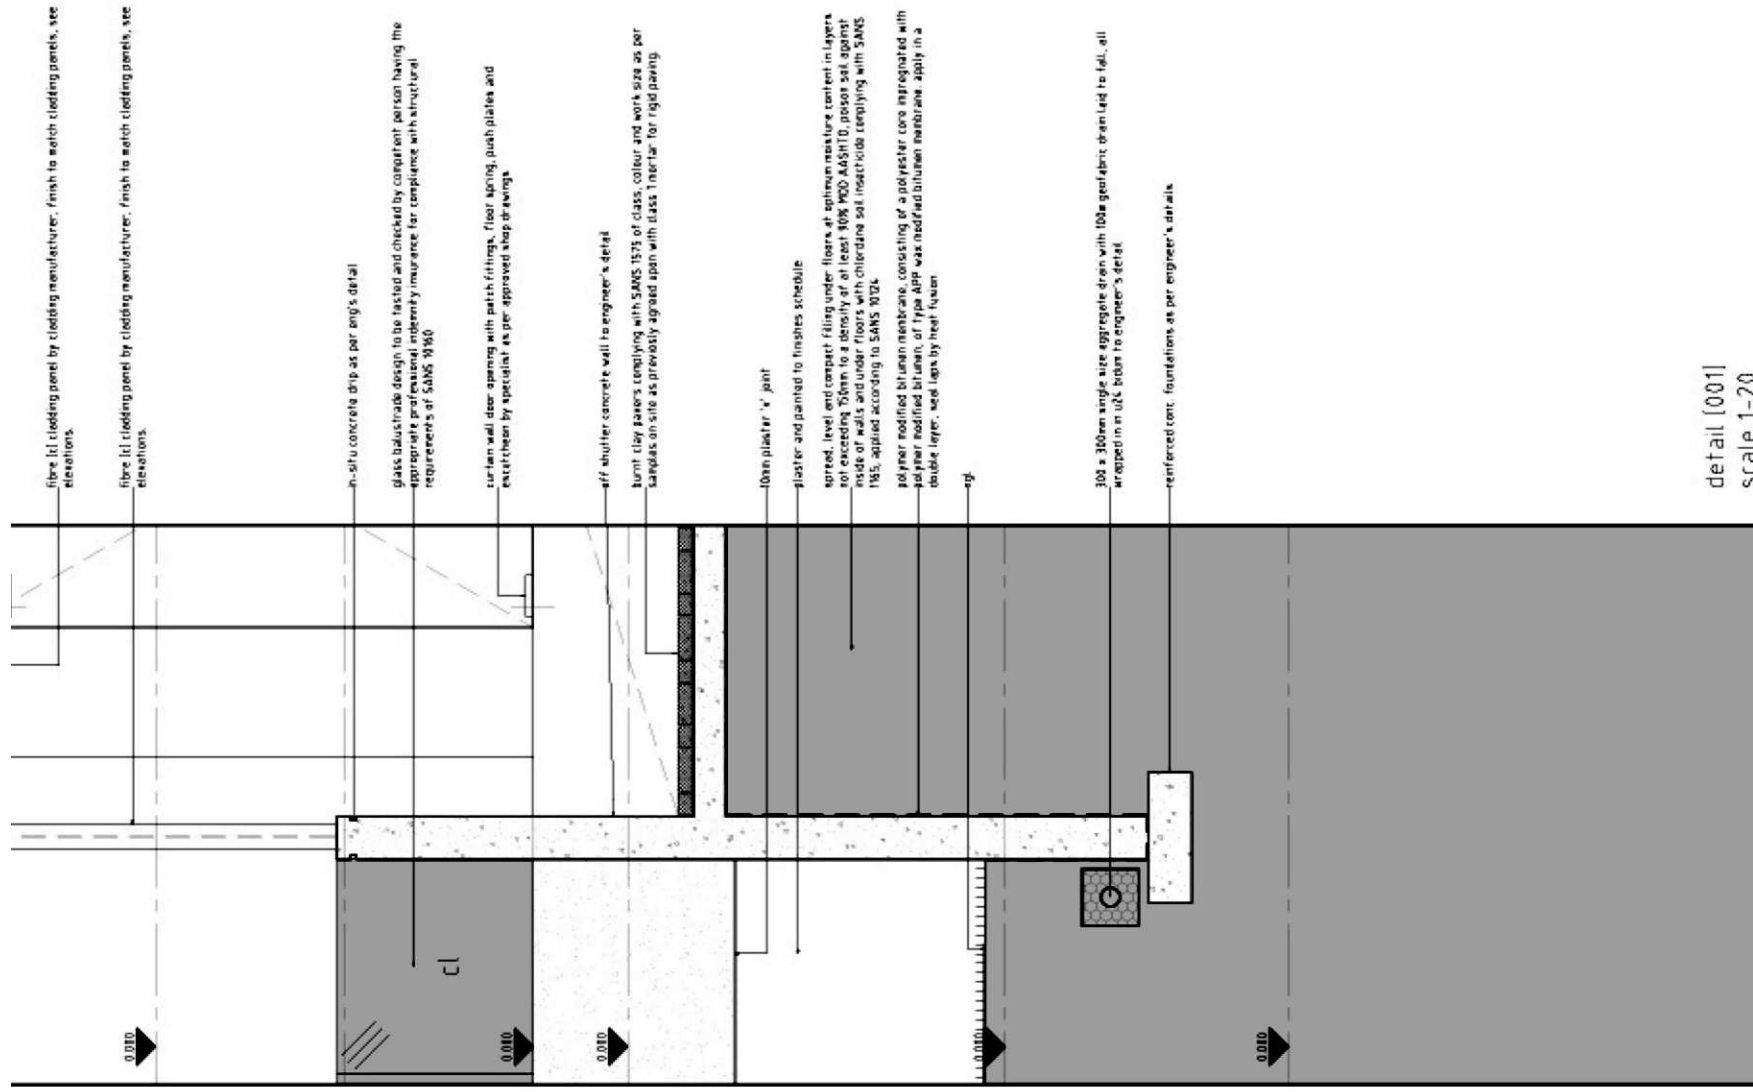 fibre [c] cladding panel by cladding manufacturer, finish to match cladding panels, see
elevations.
fibre [c] cladding panel by cladding manufacturer, finish to match cladding panels, see
elevations.
in-situ concrete drip as per eng's detail
glass balustrade design to be tested and checked by competent person having the
appropriate professional indemnity insurance for compliance with structural
requirements of SANS 10160
curtain wall door opening with patch fittings, floor spring, push plates and
escutcheon by specialist as per approved shop drawings.
off shutter concrete wall to engineer's detail
burnt clay pavers complying with SANS 1575 of class, colour and work size as per
samples on site as previously agreed upon with class 1 mortar for rigid paving.
10mm plaster 'v' joint
plaster and painted to finishes schedule
spread, level and compact filling under floors at optimum moisture content in layers
not exceeding 150mm to a density of at least 90% MOD AASHTO, poison soil against
inside of walls and under floors with chlordane soil insecticide complying with SANS
1165, applied according to SANS 10124
polymer modified bitumen membrane, consisting of a polyester core impregnated with
polymer modified bitumen, of type APP wax modified bitumen membrane. apply in a
double layer, seal laps by heat fusion.
ngl
300 x 300mm single size aggregate drain with 100ø geofabric drain laid to fall, all
wrapped in u24 bidum to engineer's detail
reinforced conc. foundations as per engineer's details
cl
0.000
0.000
0.000
0.000
0.000
detail [001]
scale 1-20